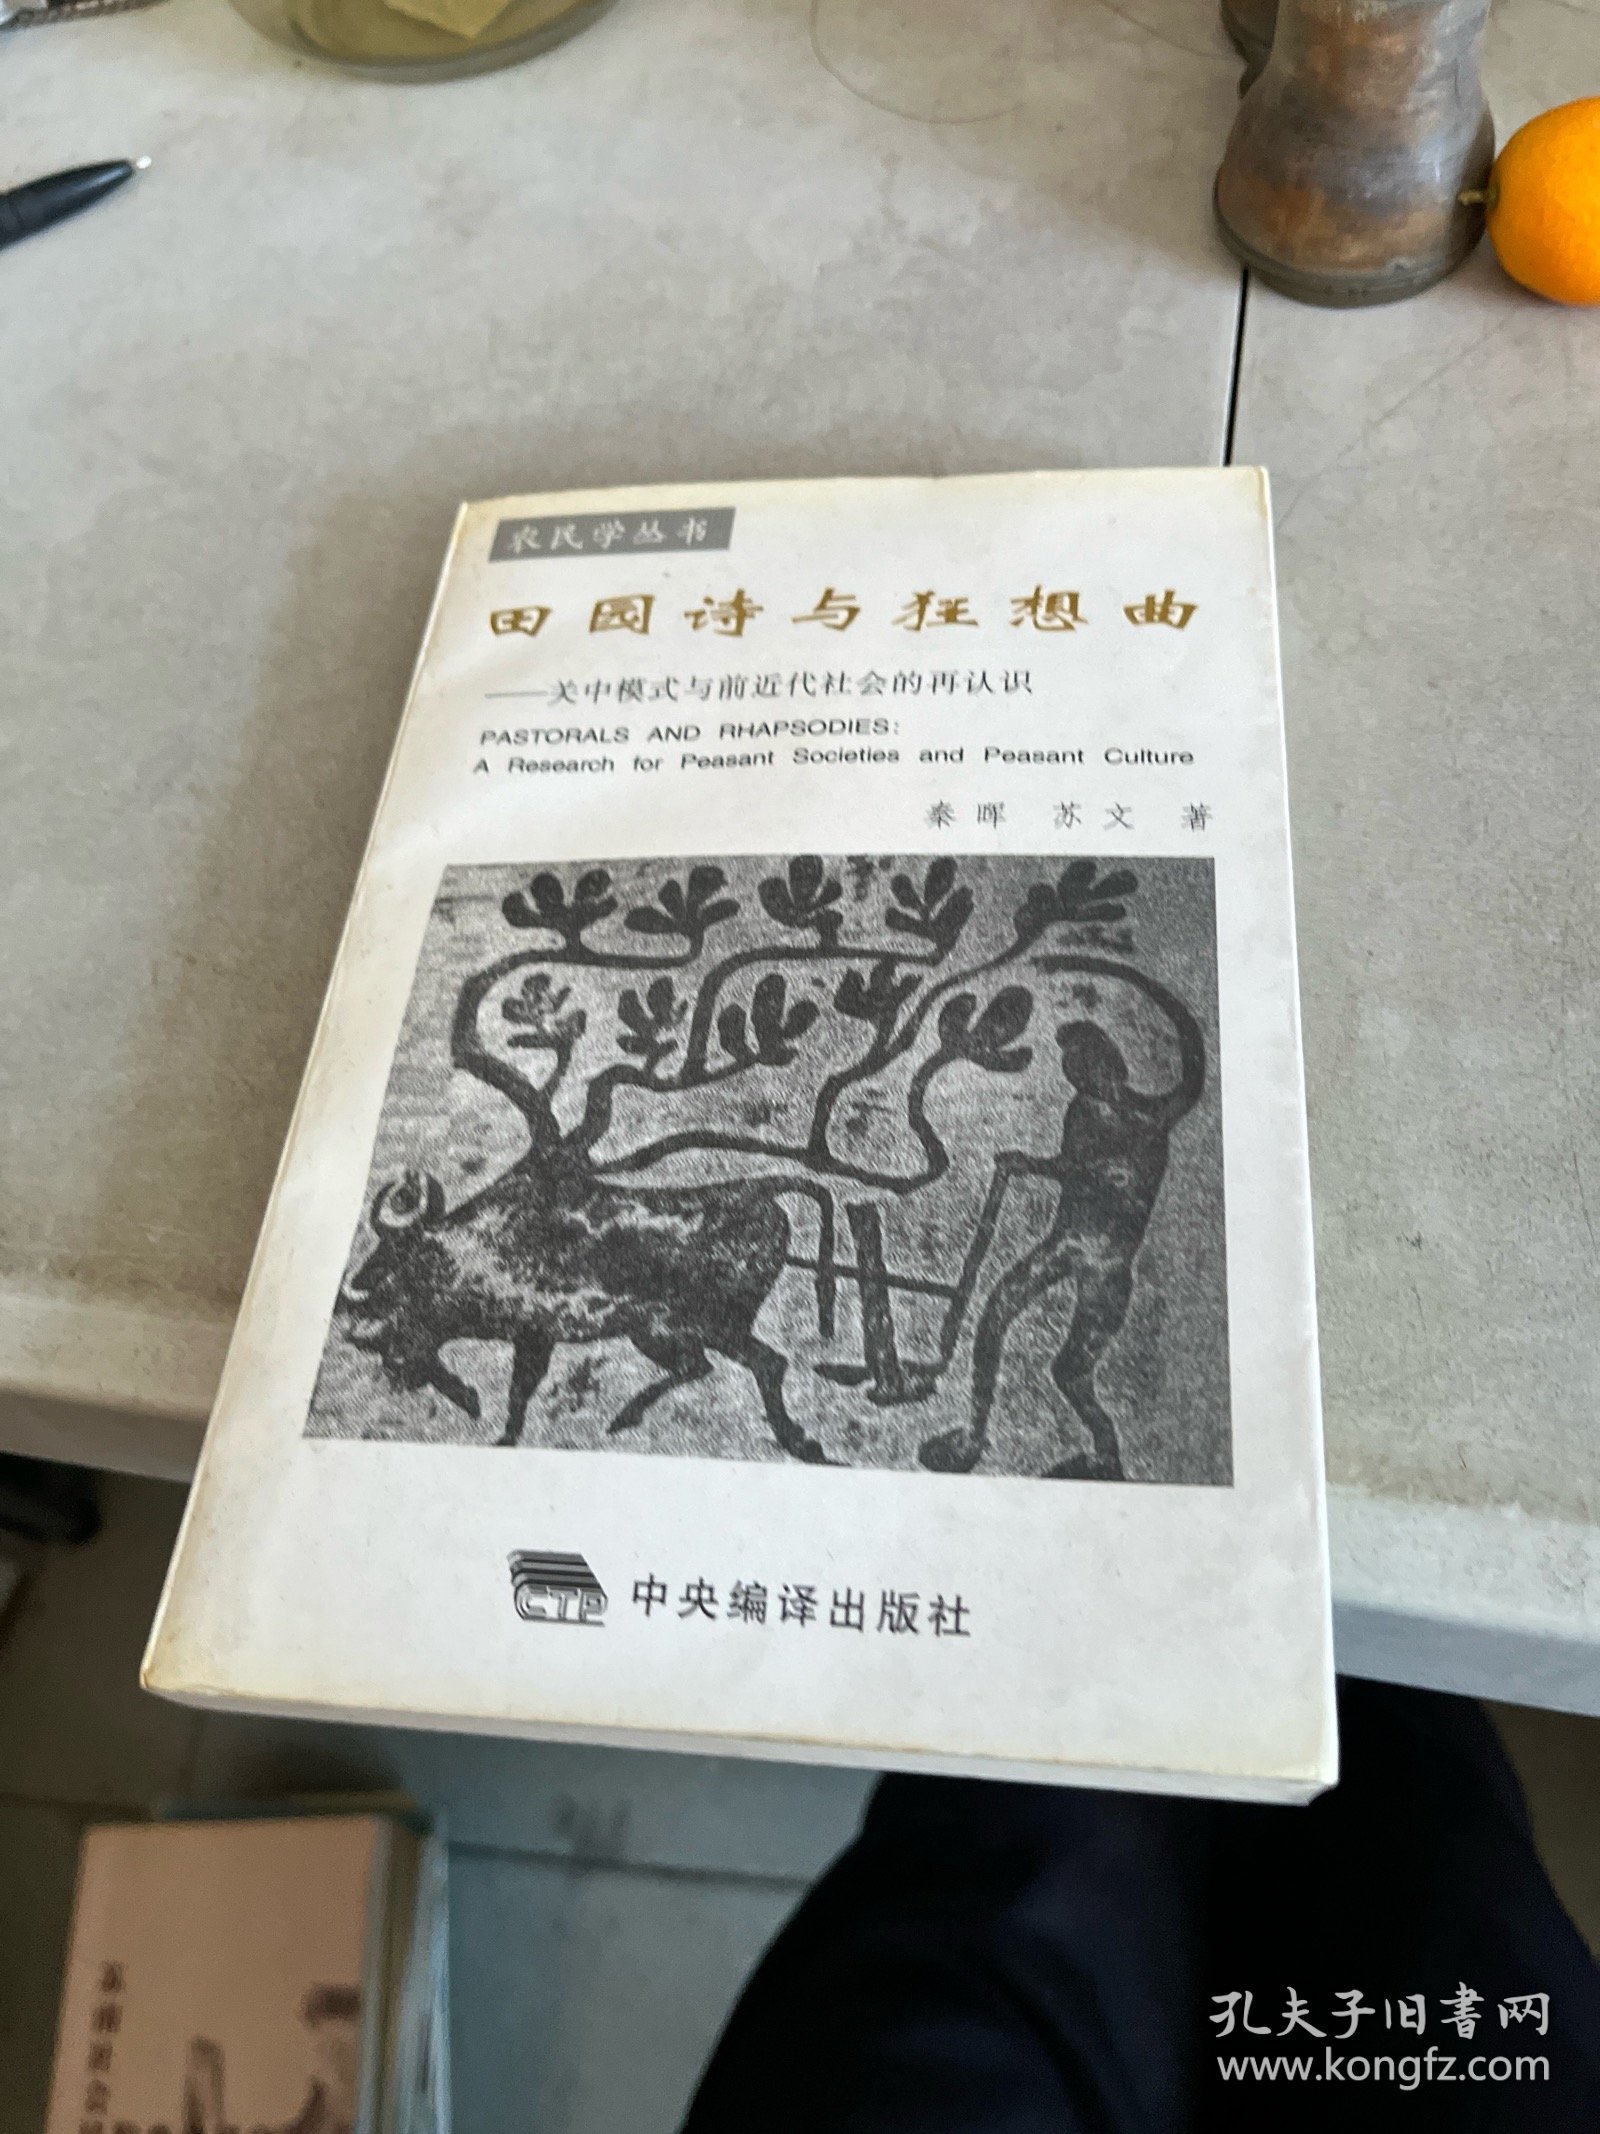 农民学丛书
田园诗与狂想曲
——关中模式与前近代社会的再认识
PASTORALS AND RHAPSODIES:
A Research for Peasant Societies and Peasant Culture
秦晖 苏文 著
CTP 中央编译出版社
孔夫子旧書网
www.kongfz.com